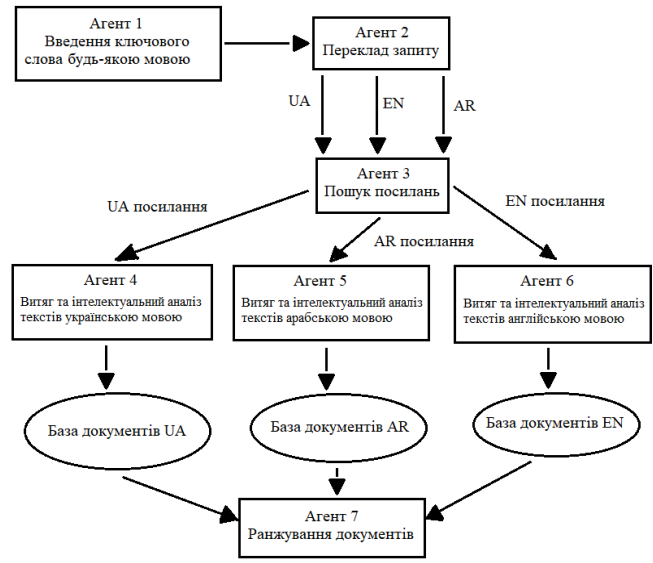 Агент 1
Введення ключового
слова будь-якою мовою
Агент 2
Переклад запиту
UA
EN
AR
Агент 3
Пошук посилань
UA посилання
AR посилання
EN посилання
Агент 4
Витяг та інтелектуальний аналіз
текстів українською мовою
Агент 5
Витяг та інтелектуальний аналіз
текстів арабською мовою
Агент 6
Витяг та інтелектуальний аналіз
текстів англійською мовою
База документів UA
База документів AR
База документів EN
Агент 7
Ранжування документів